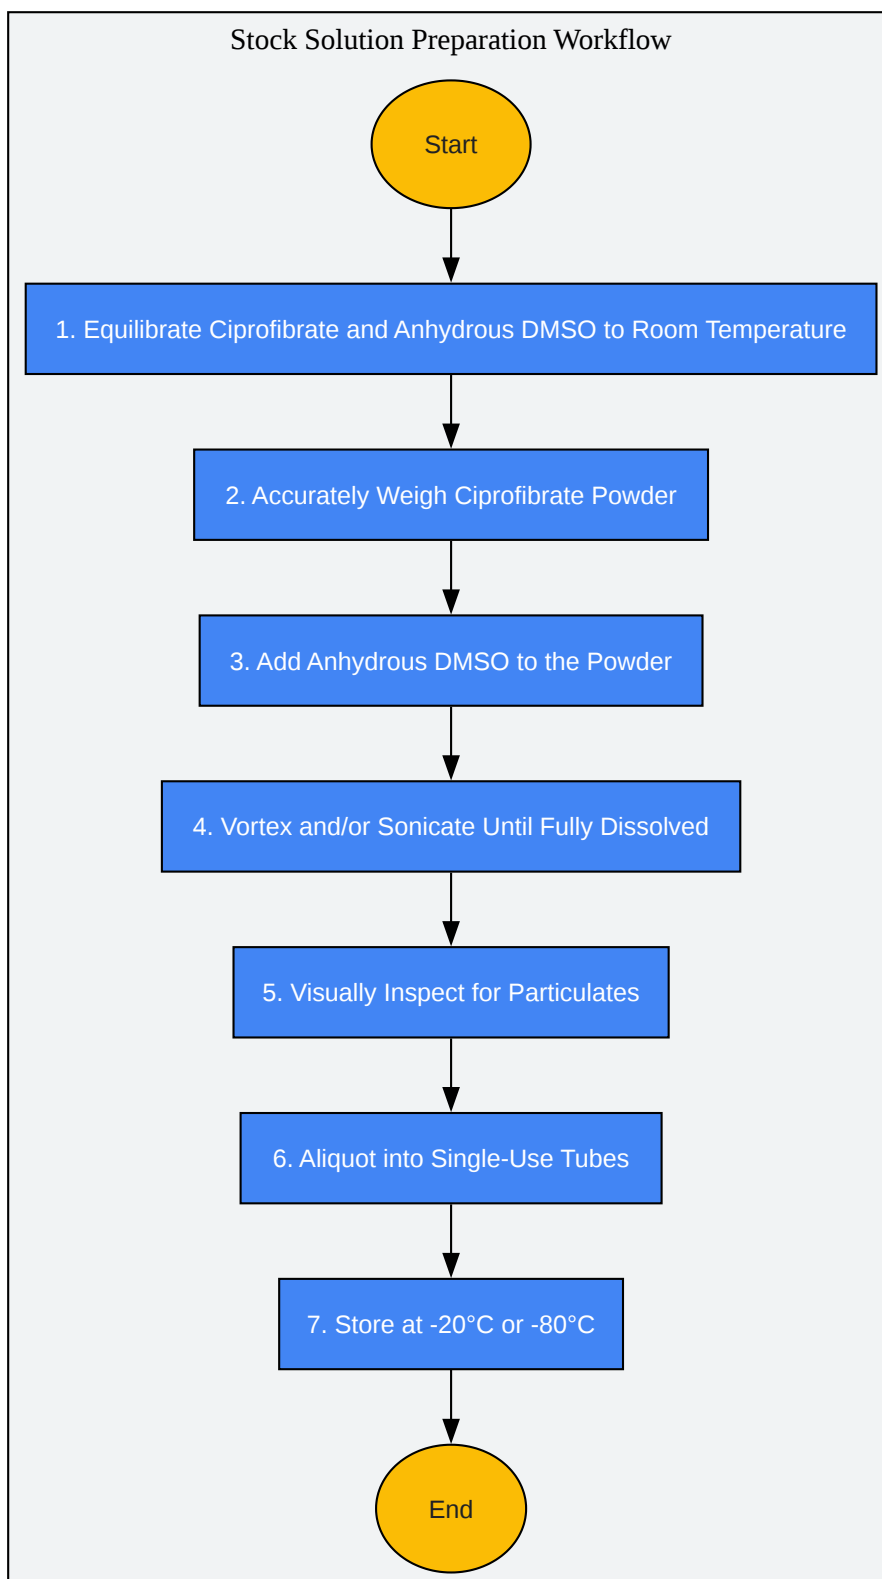 Stock Solution Preparation Workflow
Start
1. Equilibrate Ciprofibrate and Anhydrous DMSO to Room Temperature
2. Accurately Weigh Ciprofibrate Powder
3. Add Anhydrous DMSO to the Powder
4. Vortex and/or Sonicate Until Fully Dissolved
5. Visually Inspect for Particulates
6. Aliquot into Single-Use Tubes
7. Store at -20°C or -80°C
End